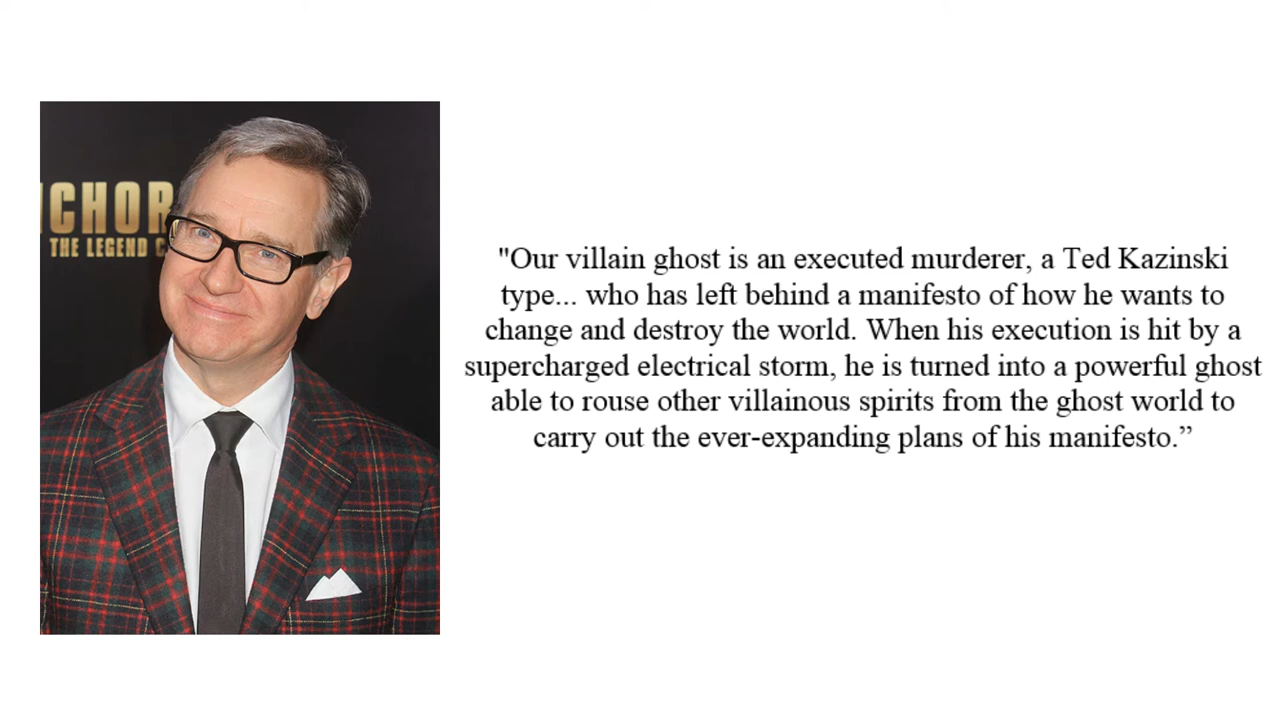 ICHOR
THE LEGEND C
"Our villain ghost is an executed murderer, a Ted Kazinski
type... who has left behind a manifesto of how he wants to
change and destroy the world. When his execution is hit by a
supercharged electrical storm, he is turned into a powerful ghost
able to rouse other villainous spirits from the ghost world to
carry out the ever-expanding plans of his manifesto.”